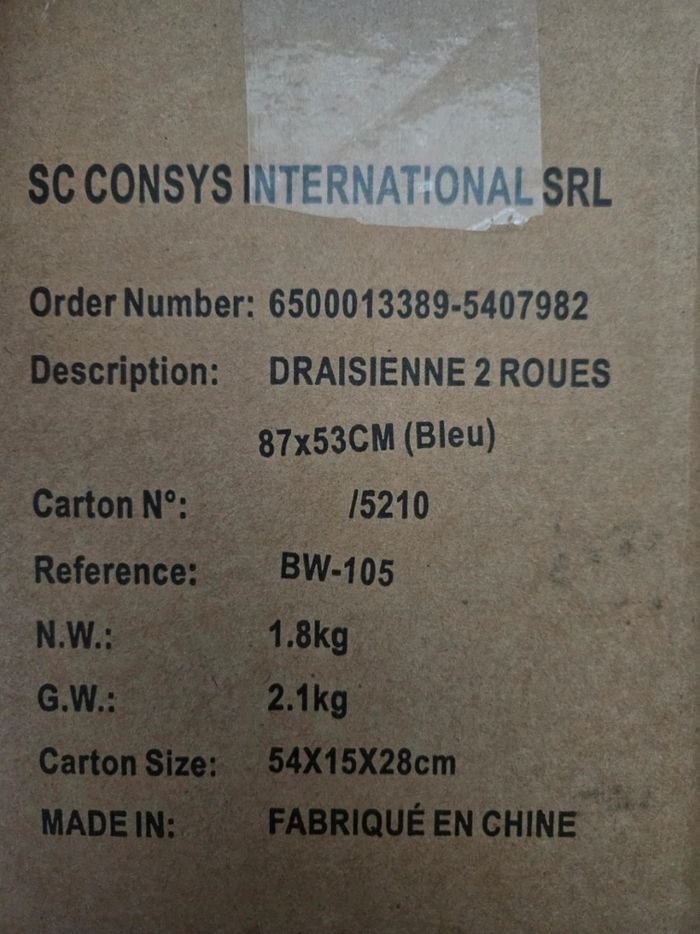 SC CONSYS INTERNATIONAL SRL
Order Number: 6500013389-5407982
Description: DRAISIENNE 2 ROUES
87x53CM (Bleu)
Carton Nº: /5210
Reference: BW-105
N.W.: 1.8kg
G.W.: 2.1kg
Carton Size: 54X15X28cm
MADE IN: FABRIQUÉ EN CHINE